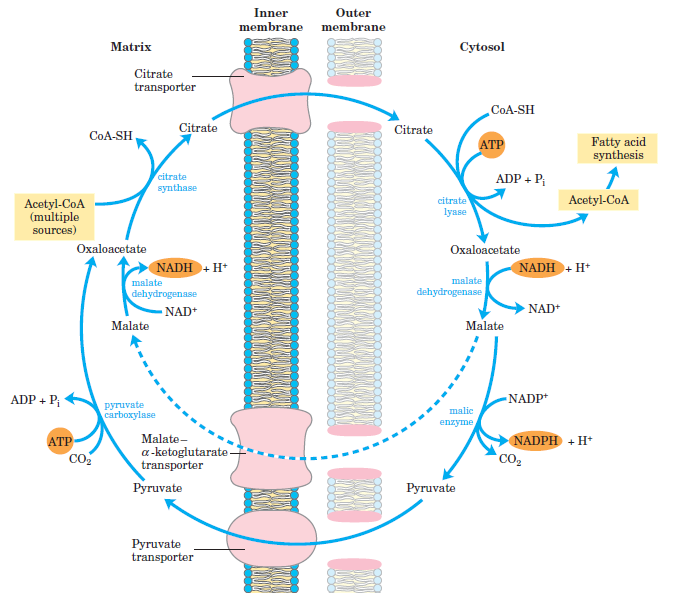 Inner
membrane
Outer
membrane
Matrix
Cytosol
Citrate
transporter
CoA-SH
Citrate
Citrate
CoA-SH
ATP
Fatty acid
synthesis
citrate
synthase
ADP + Pi
Acetyl-CoA
(multiple
sources)
citrate
lyase
Acetyl-CoA
Oxaloacetate
Oxaloacetate
NADH + H+
NADH + H+
malate
dehydrogenase
malate
dehydrogenase
NAD+
NAD+
Malate
Malate
ADP + Pi
pyruvate
carboxylase
NADP+
malic
enzyme
ATP
CO2
Malate–
α-ketoglutarate
transporter
NADPH + H+
CO2
Pyruvate
Pyruvate
Pyruvate
transporter